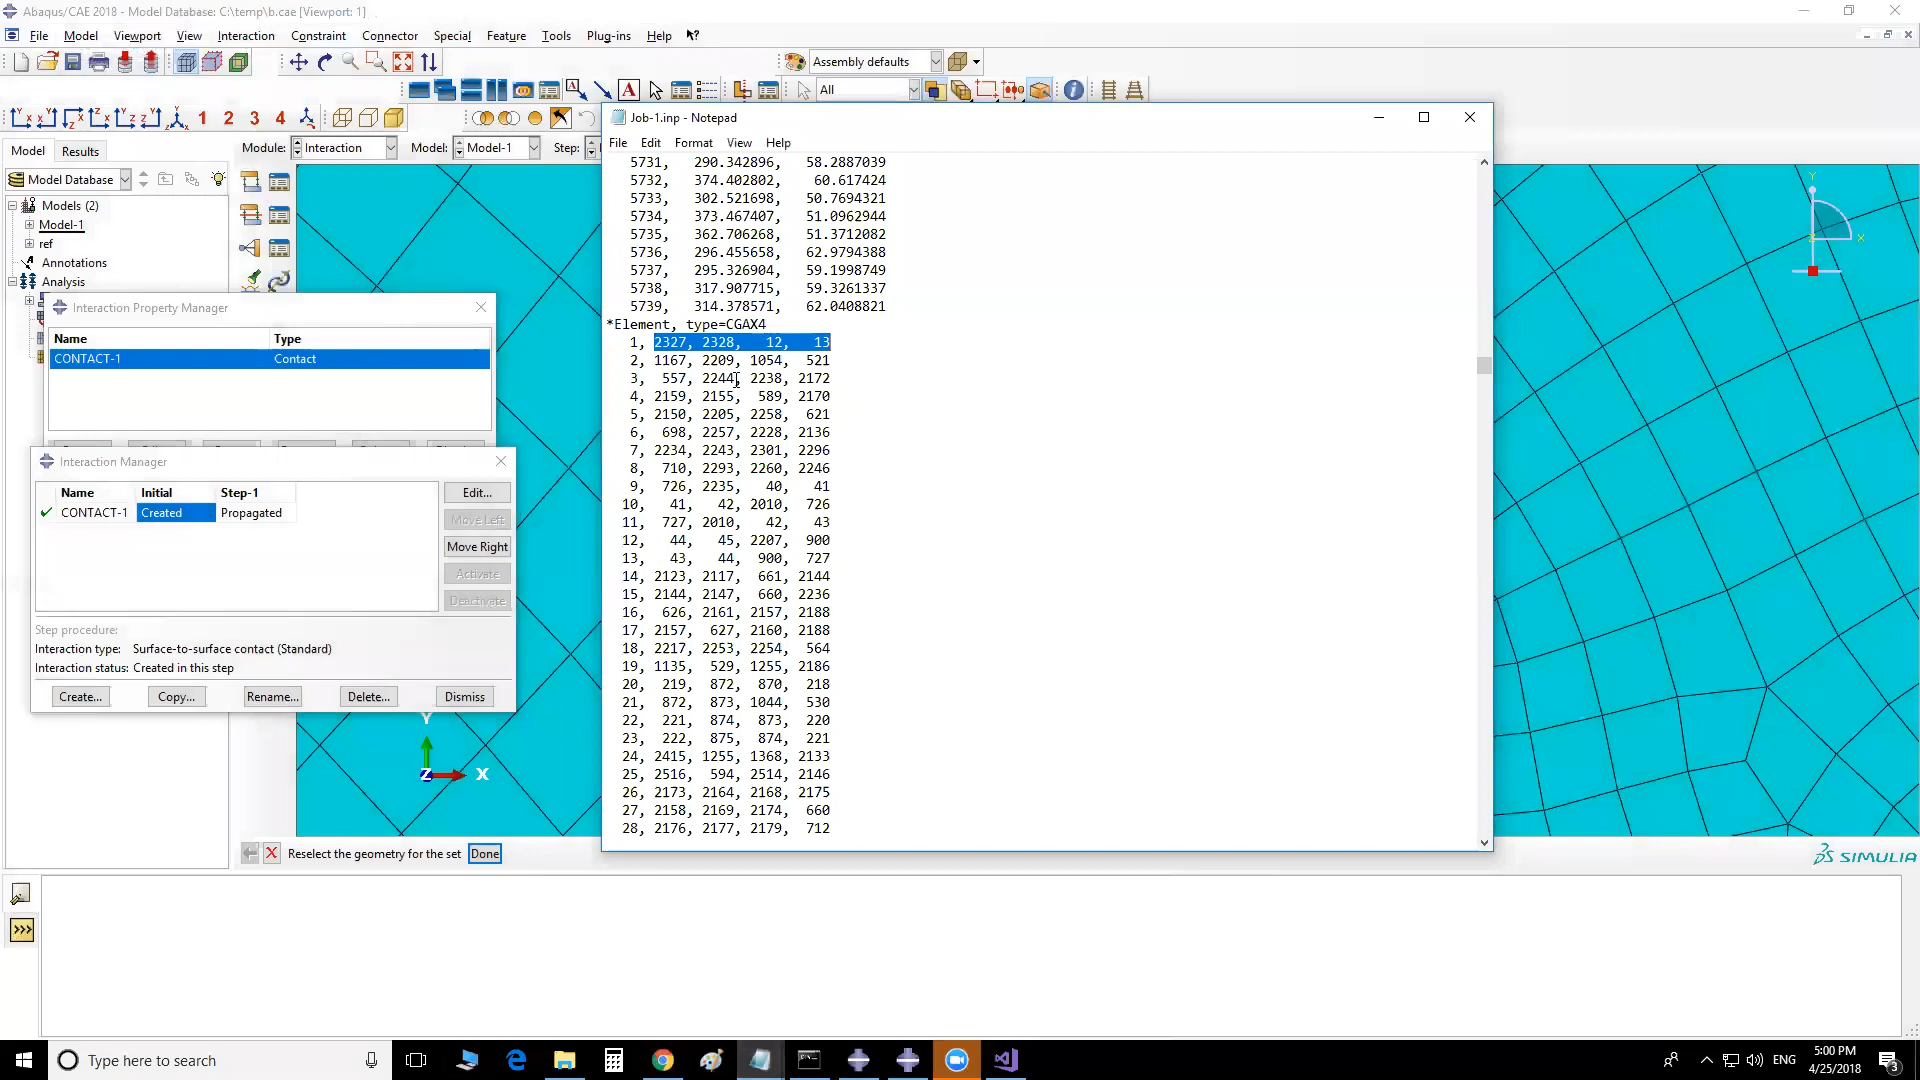 Abaqus/CAE 2018 - Model Database: C:\temp\b.cae [Viewport: 1]
File Model Viewport View Interaction Constraint Connector Special Feature Tools Plug-ins Help
Assembly defaults
All
1 2 3 4
Model Results
Module: Interaction Model: Model-1 Step:
Model Database
Models (2)
Model-1
ref
Annotations
Analysis
Interaction Property Manager
Name Type
CONTACT-1 Contact
Interaction Manager
Name Initial Step-1
CONTACT-1 Created Propagated
Edit...
Move Left
Move Right
Activate
Deactivate
Step procedure:
Interaction type: Surface-to-surface contact (Standard)
Interaction status: Created in this step
Create... Copy... Rename... Delete... Dismiss
Job-1.inp - Notepad
File Edit Format View Help
5731, 290.342896, 58.2887039
5732, 374.402802, 60.617424
5733, 302.521698, 50.7694321
5734, 373.467407, 51.0962944
5735, 362.706268, 51.3712082
5736, 296.455658, 62.9794388
5737, 295.326904, 59.1998749
5738, 317.907715, 59.3261337
5739, 314.378571, 62.0408821
*Element, type=CGAX4
1, 2327, 2328, 12, 13
2, 1167, 2209, 1054, 521
3, 557, 2244, 2238, 2172
4, 2159, 2155, 589, 2170
5, 2150, 2205, 2258, 621
6, 698, 2257, 2228, 2136
7, 2234, 2243, 2301, 2296
8, 710, 2293, 2260, 2246
9, 726, 2235, 40, 41
10, 41, 42, 2010, 726
11, 727, 2010, 42, 43
12, 44, 45, 2207, 900
13, 43, 44, 900, 727
14, 2123, 2117, 661, 2144
15, 2144, 2147, 660, 2236
16, 626, 2161, 2157, 2188
17, 2157, 627, 2160, 2188
18, 2217, 2253, 2254, 564
19, 1135, 529, 1255, 2186
20, 219, 872, 870, 218
21, 872, 873, 1044, 530
22, 221, 874, 873, 220
23, 222, 875, 874, 221
24, 2415, 1255, 1368, 2133
25, 2516, 594, 2514, 2146
26, 2173, 2164, 2168, 2175
27, 2158, 2169, 2174, 660
28, 2176, 2177, 2179, 712
Y
X
Y
Z X
Reselect the geometry for the set Done
SIMULIA
>>>
Type here to search
ENG
5:00 PM
4/25/2018
3